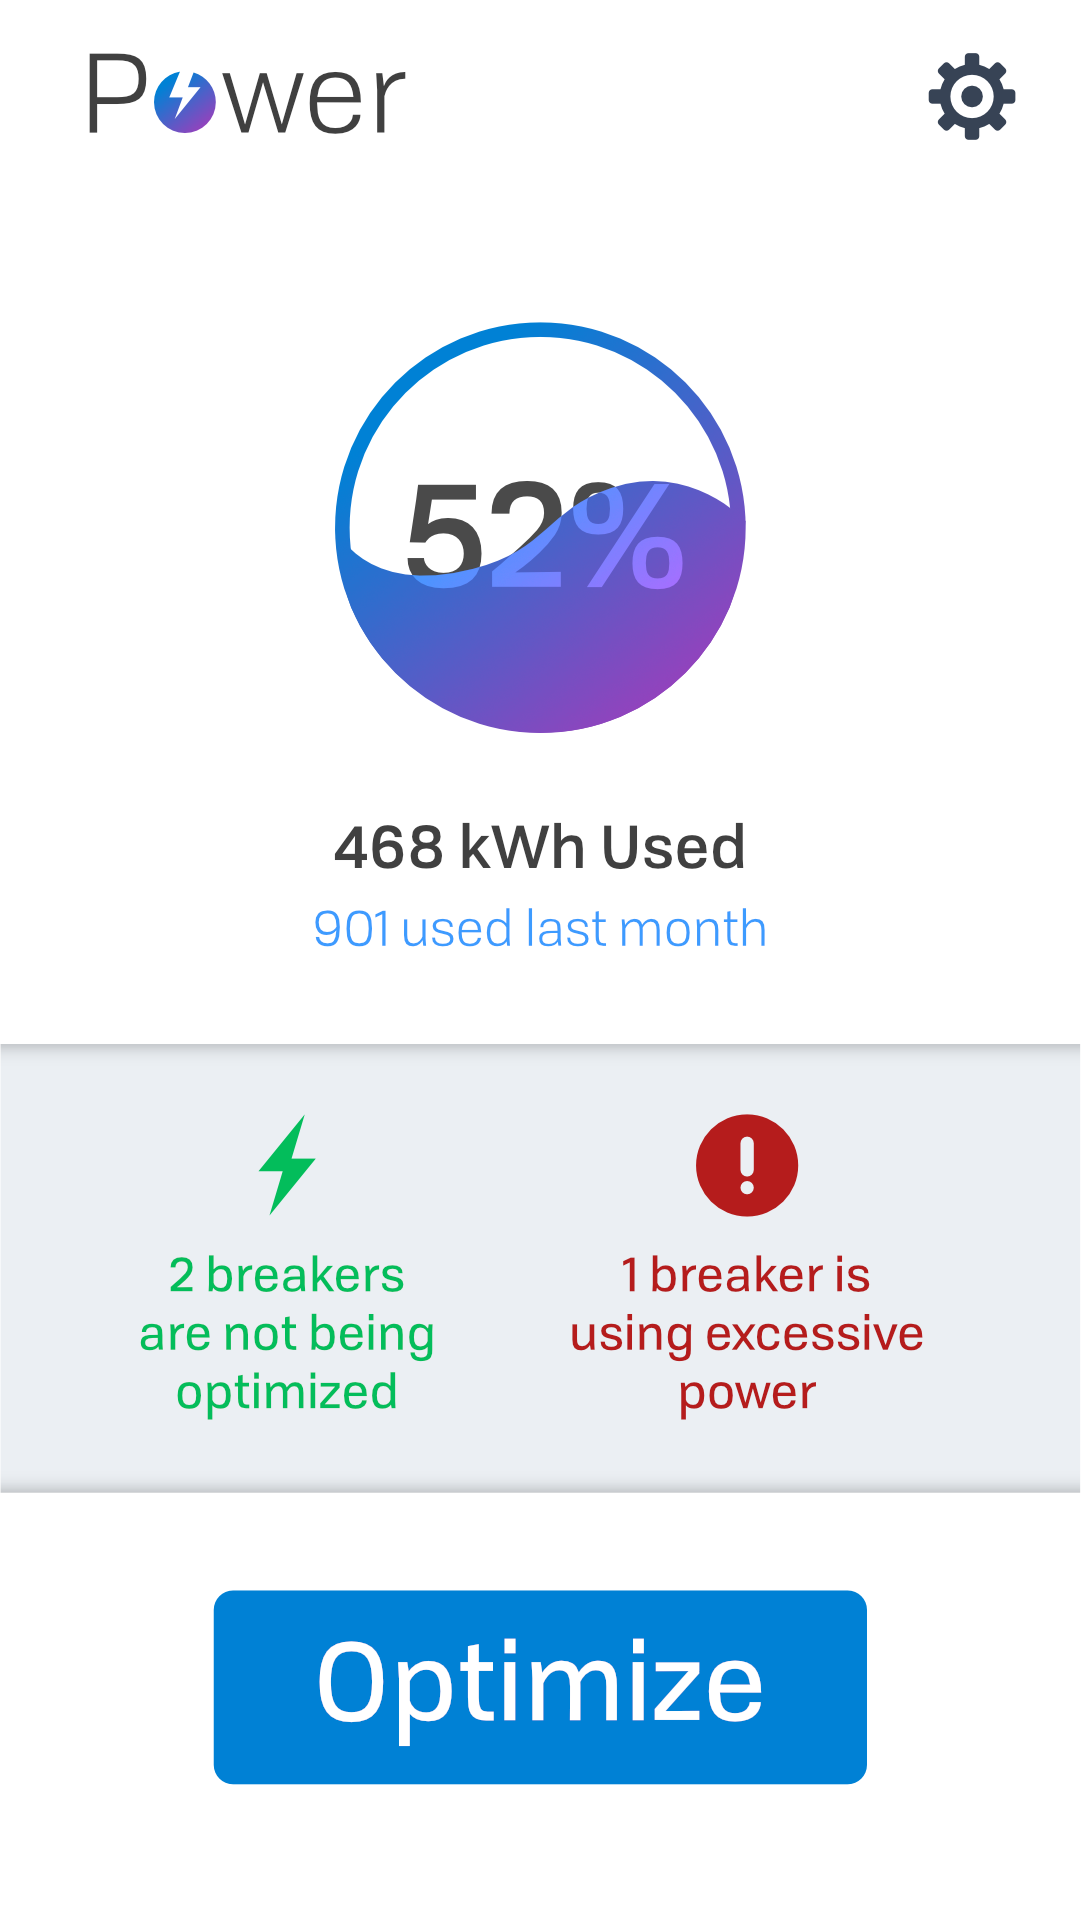 Power
52%
468 kWh Used
901 used last month
2 breakers
are not being
optimized
1 breaker is
using excessive
power
Optimize